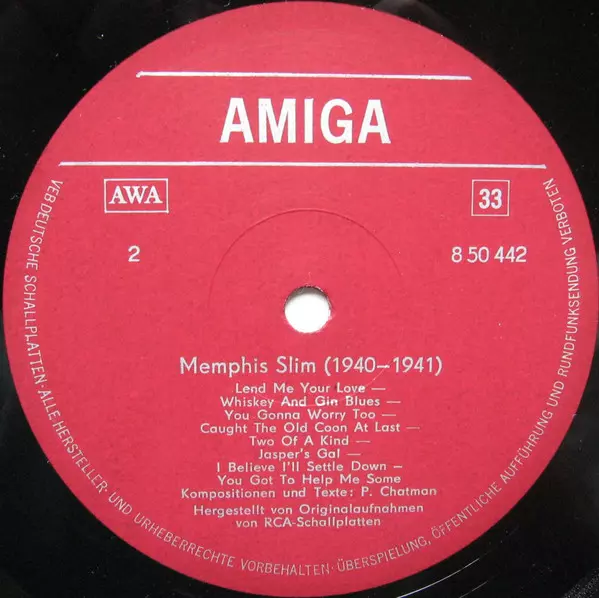 AMIGA
AWA
33
2
8 50 442
Memphis Slim (1940–1941)
Lend Me Your Love —
Whiskey And Gin Blues —
You Gonna Worry Too —
Caught The Old Coon At Last —
Two Of A Kind —
Jasper's Gal —
I Believe I'll Settle Down –
You Got To Help Me Some
Kompositionen und Texte: P. Chatman
Hergestellt von Originalaufnahmen
von RCA-Schallplatten
VEB DEUTSCHE SCHALLPLATTEN · ALLE HERSTELLER- UND URHEBERRECHTE VORBEHALTEN · ÜBERSPIELUNG, ÖFFENTLICHE AUFFÜHRUNG UND RUNDFUNKSENDUNG VERBOTEN